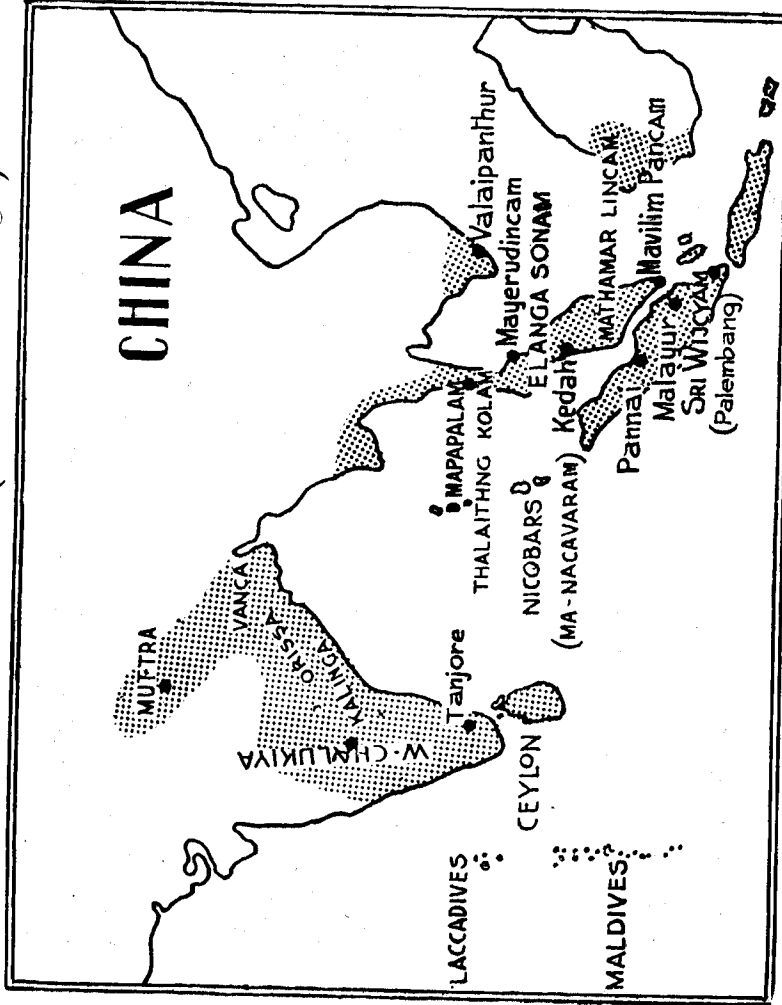 CHINA
MUTTRA
VANGA
ORISSA
KALINGA
W-CHALUKIYA
Tanjore
CEYLON
LACCADIVES
MALDIVES
MAPAPALAM
THALAITHNG KOLAM
NICOBARS
(MA-NACAVARAM)
Valaipanthur
Mayerudincam
ELANGA SONAM
Kedah
MATHAMAR LINCAM
Mavilim Pancam
Pannai
Malayur
SRI WIJCYAM
(Palembang)